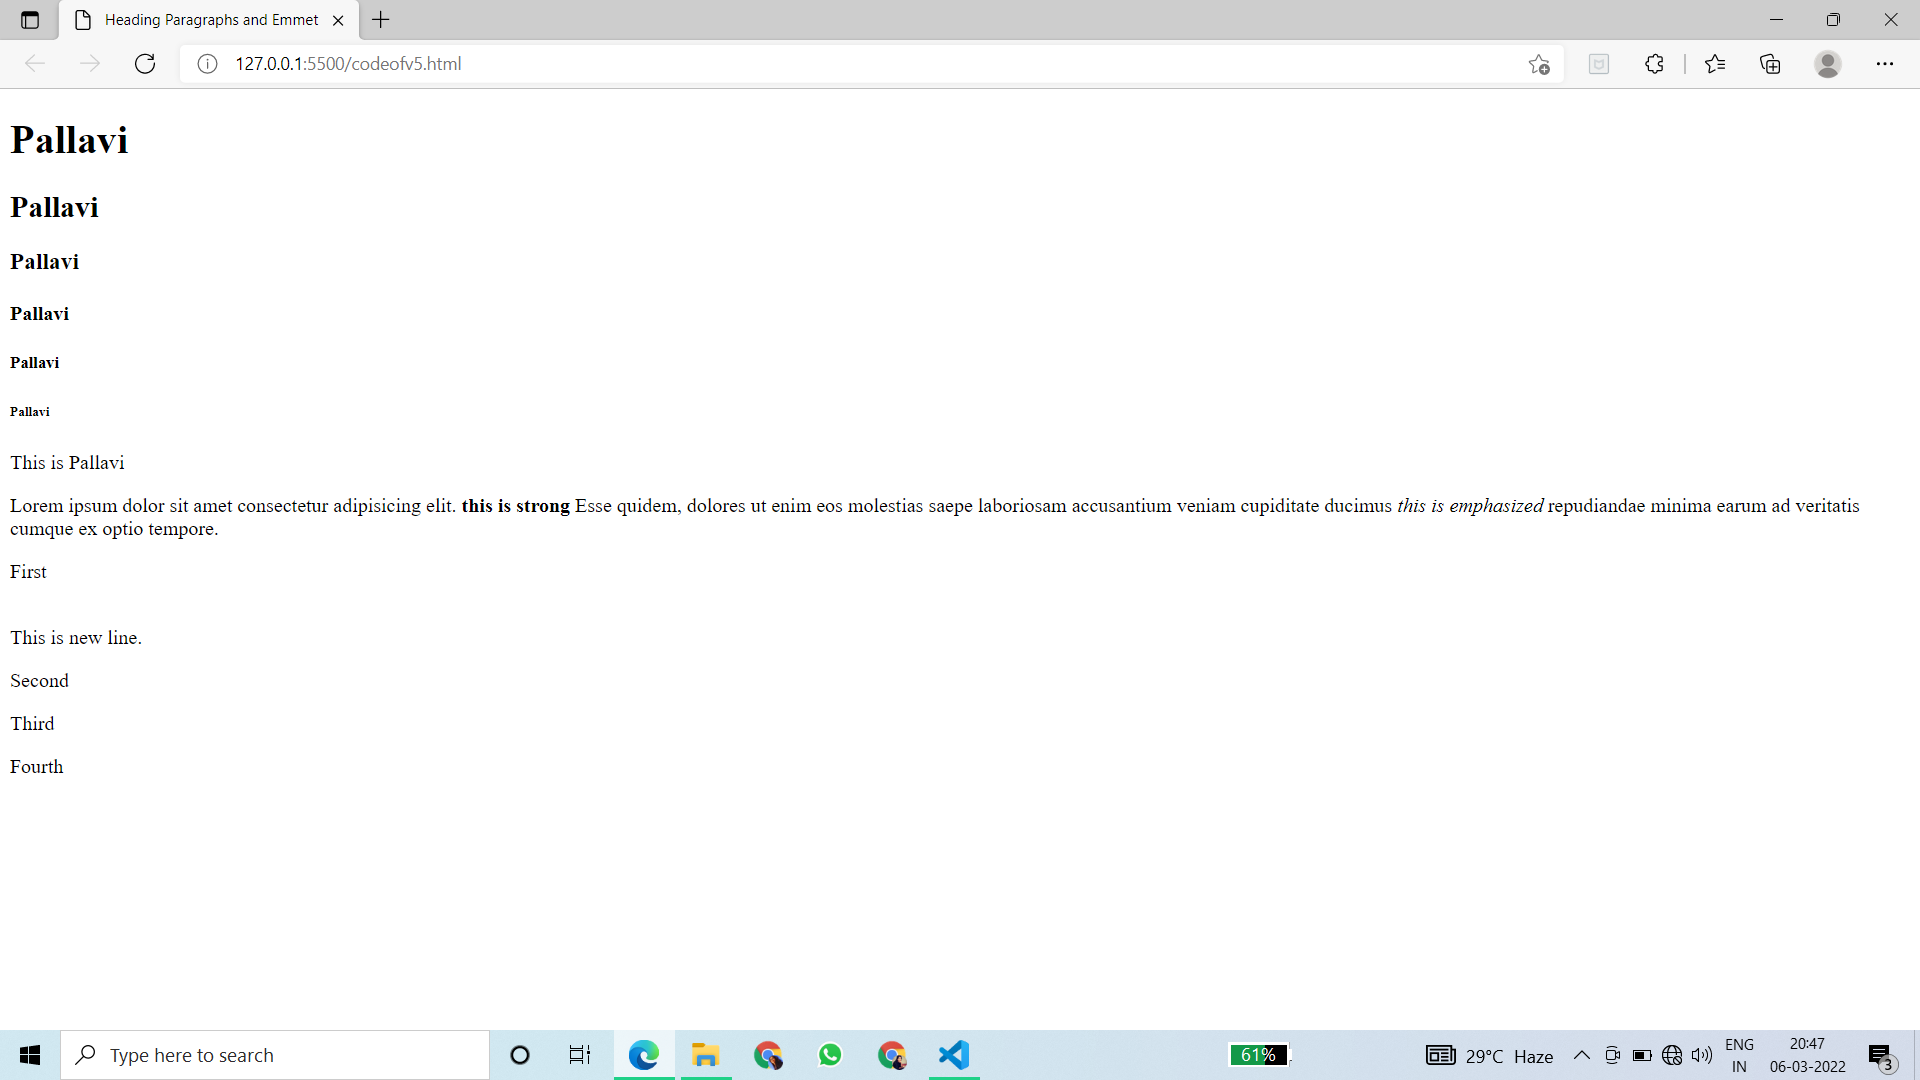 Heading Paragraphs and Emmet
127.0.0.1:5500/codeofv5.html
Pallavi
Pallavi
Pallavi
Pallavi
Pallavi
Pallavi
This is Pallavi
Lorem ipsum dolor sit amet consectetur adipisicing elit. this is strong Esse quidem, dolores ut enim eos molestias saepe laboriosam accusantium veniam cupiditate ducimus this is emphasized repudiandae minima earum ad veritatis
cumque ex optio tempore.
First
This is new line.
Second
Third
Fourth
Type here to search
61%
29°C Haze
ENG
IN
20:47
06-03-2022
3